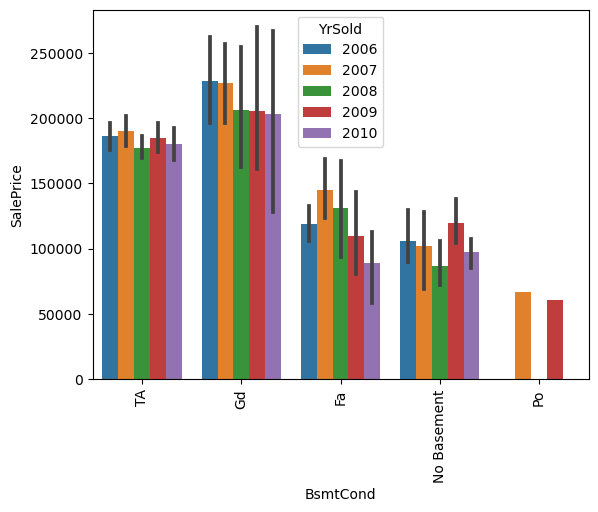 YrSold
2006
2007
2008
2009
2010
250000
200000
150000
100000
50000
0
SalePrice
TA
Gd
Fa
No Basement
Po
BsmtCond